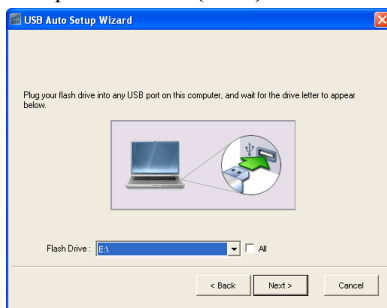 USB Auto Setup Wizard
Plug your flash drive into any USB port on this computer, and wait for the drive letter to appear
below.
Flash Drive : E:\ All
< Back Next > Cancel